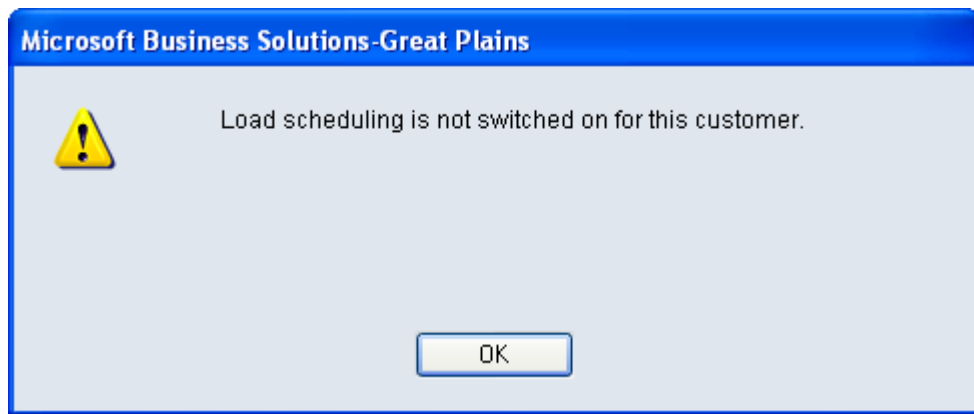 Microsoft Business Solutions-Great Plains
Load scheduling is not switched on for this customer.
OK